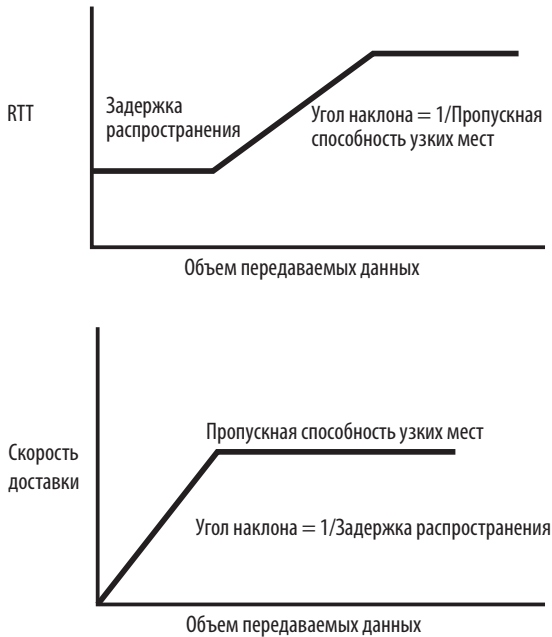 RTT
Задержка
распространения
Угол наклона = 1/Пропускная
способность узких мест
Объем передаваемых данных
Скорость
доставки
Пропускная способность узких мест
Угол наклона = 1/Задержка распространения
Объем передаваемых данных